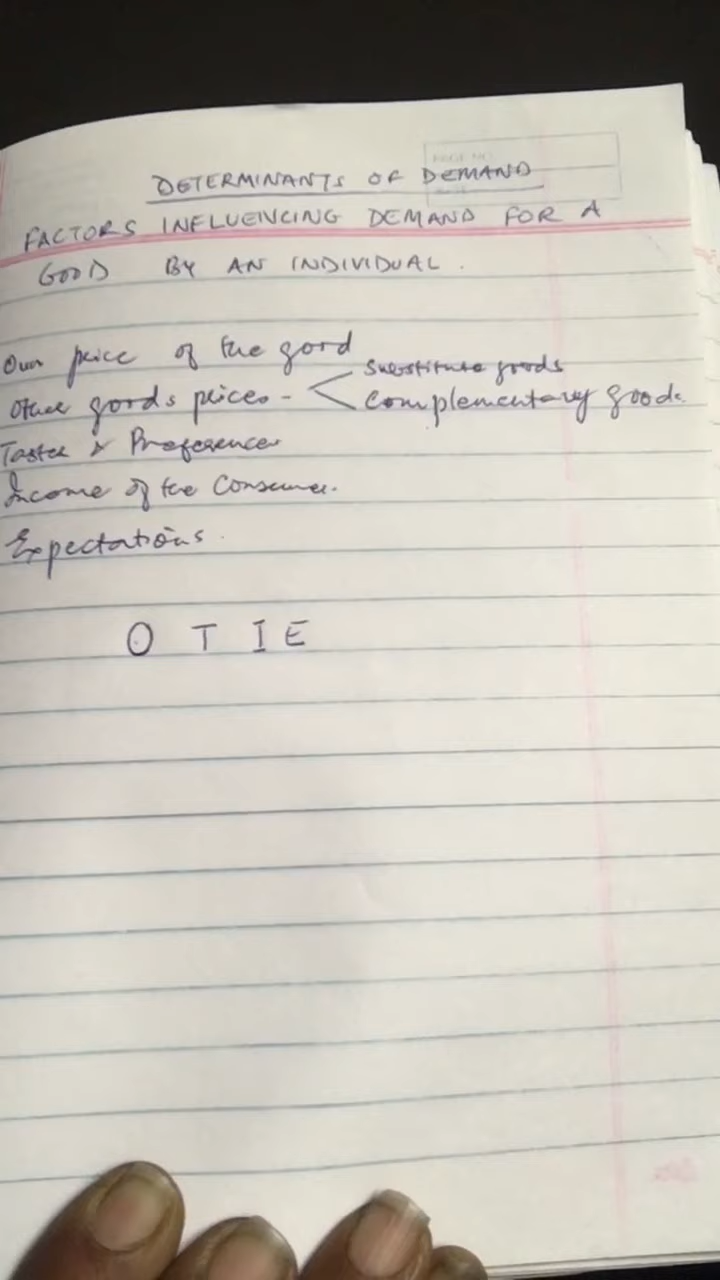 DETERMINANTS OF DEMAND
FACTORS INFLUENCING DEMAND FOR A
GOOD BY AN INDIVIDUAL.
Own price of the good
Other goods prices - < Substitute goods
Complementary goods.
Tastes & Preferences
Income of the Consumer.
Expectations.
O T I E